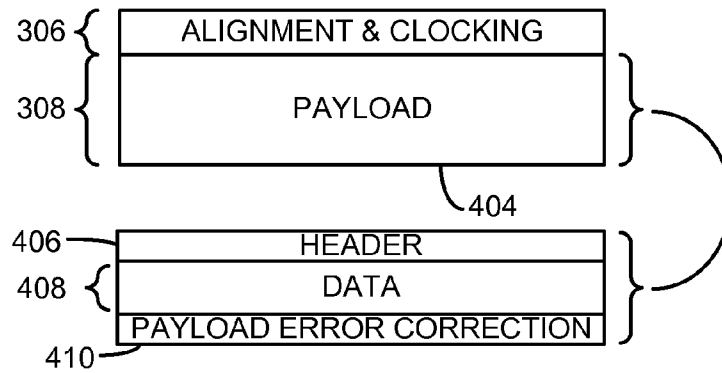 306 ALIGNMENT & CLOCKING
308 PAYLOAD
404
406 HEADER
408 DATA
PAYLOAD ERROR CORRECTION
410